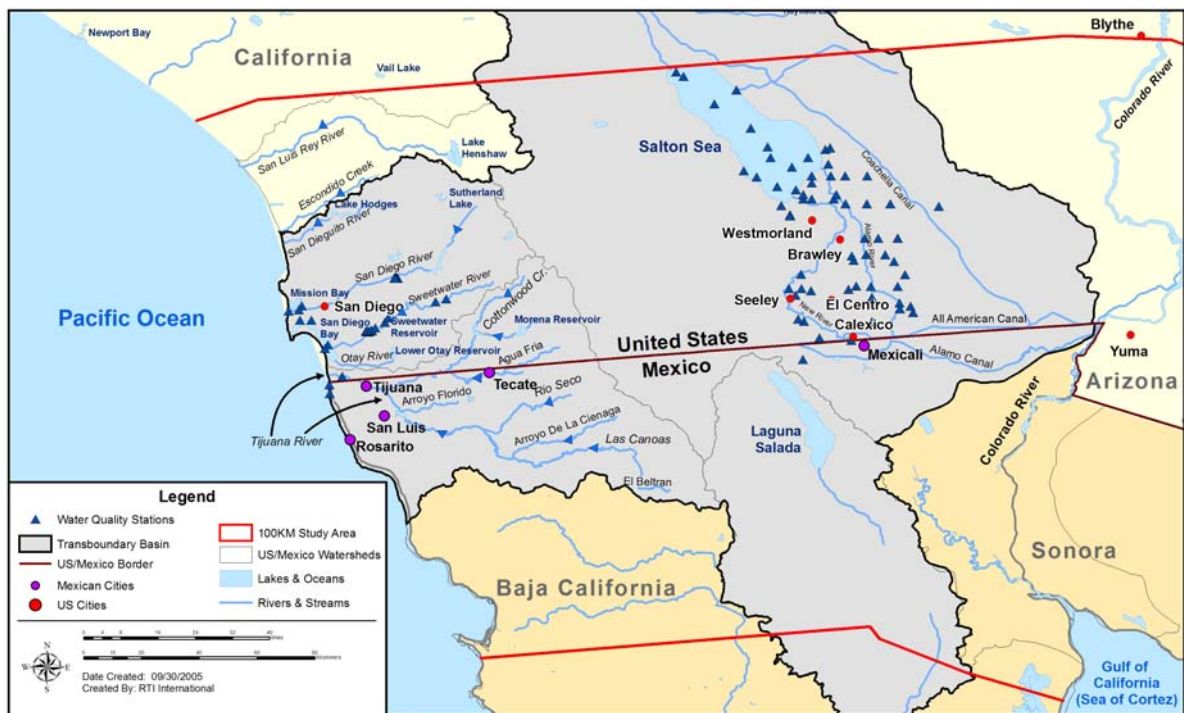 Newport Bay
California
Vail Lake
Blythe
Colorado River
San Luis Rey River
Lake
Henshaw
Escondido Creek
Lake Hodges
Sutherland
Lake
San Dieguito River
Salton Sea
Coachella Canal
Westmorland
Brawley
Alamo River
San Diego River
Mission Bay
San Diego
Sweetwater River
Cottonwood Cr.
San Diego
Bay
Sweetwater
Reservoir
Morena Reservoir
Otay River
Lower Otay Reservoir
Agua Fria
Pacific Ocean
Seeley
El Centro
New River
Calexico
All American Canal
United States
Mexico
Mexicali
Alamo Canal
Yuma
Arizona
Tijuana
Tecate
Arroyo Florido
Rio Seco
San Luis
Arroyo De La Cienaga
Las Canoas
Tijuana River
Rosarito
El Beltran
Laguna
Salada
Colorado River
Baja California
Sonora
Gulf of
California
(Sea of Cortez)
Legend
Water Quality Stations
Transboundary Basin
US/Mexico Border
Mexican Cities
US Cities
100KM Study Area
US/Mexico Watersheds
Lakes & Oceans
Rivers & Streams
N
W E
S
Date Created: 09/30/2005
Created By: RTI International